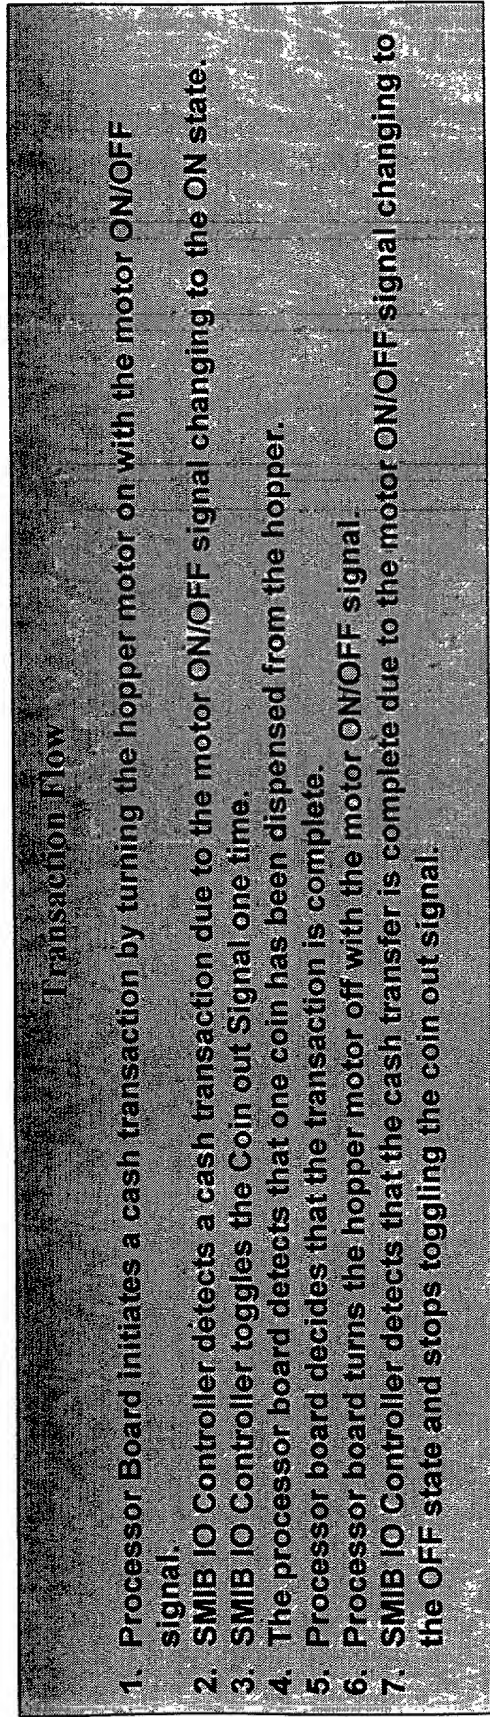 Transaction Flow
1. Processor Board initiates a cash transaction by turning the hopper motor on with the motor ON/OFF
signal.
2. SMIB IO Controller detects a cash transaction due to the motor ON/OFF signal changing to the ON state.
3. SMIB IO Controller toggles the Coin out Signal one time.
4. The processor board detects that one coin has been dispensed from the hopper.
5. Processor board decides that the transaction is complete.
6. Processor board turns the hopper motor off with the motor ON/OFF signal.
7. SMIB IO Controller detects that the cash transfer is complete due to the motor ON/OFF signal changing to
the OFF state and stops toggling the coin out signal.